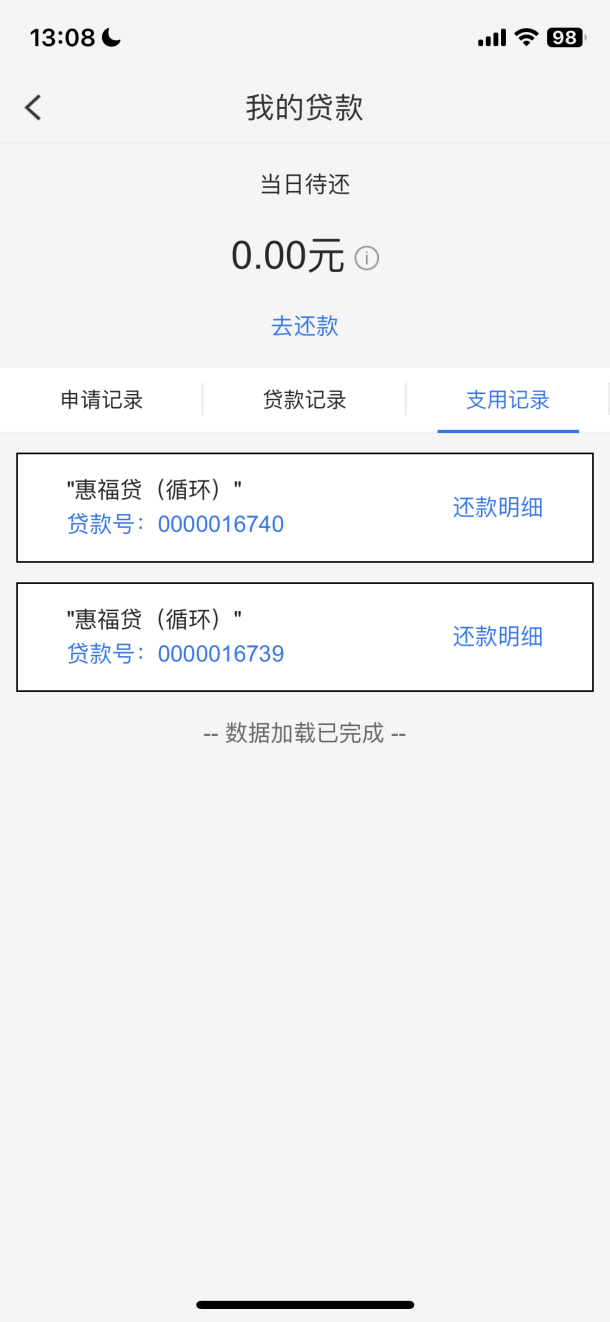 13:08
98
我的贷款
当日待还
0.00元
去还款
申请记录
贷款记录
支用记录
"惠福贷（循环）"
贷款号：0000016740
还款明细
"惠福贷（循环）"
贷款号：0000016739
还款明细
-- 数据加载已完成 --